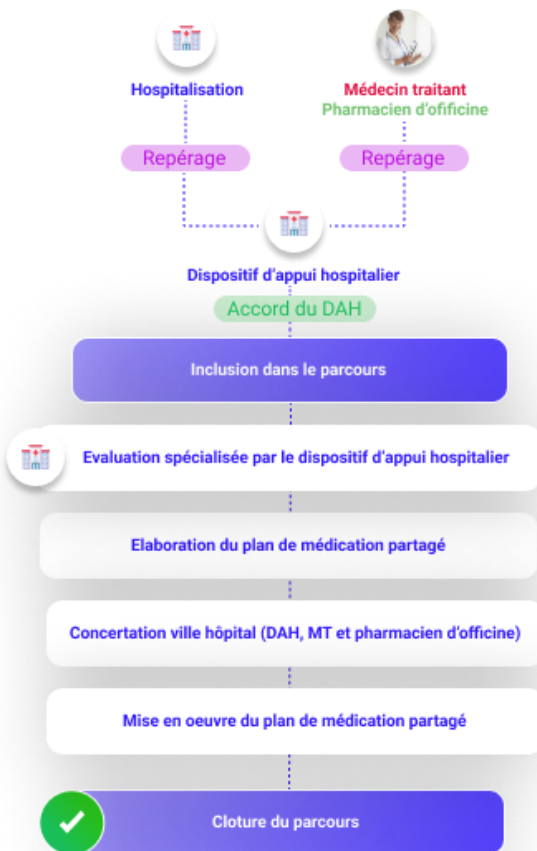 Hospitalisation
Médecin traitant
Pharmacien d'ofificine
Repérage
Repérage
Dispositif d'appui hospitalier
Accord du DAH
Inclusion dans le parcours
Evaluation spécialisée par le dispositif d'appui hospitalier
Elaboration du plan de médication partagé
Concertation ville hôpital (DAH, MT et pharmacien d'officine)
Mise en oeuvre du plan de médication partagé
Cloture du parcours